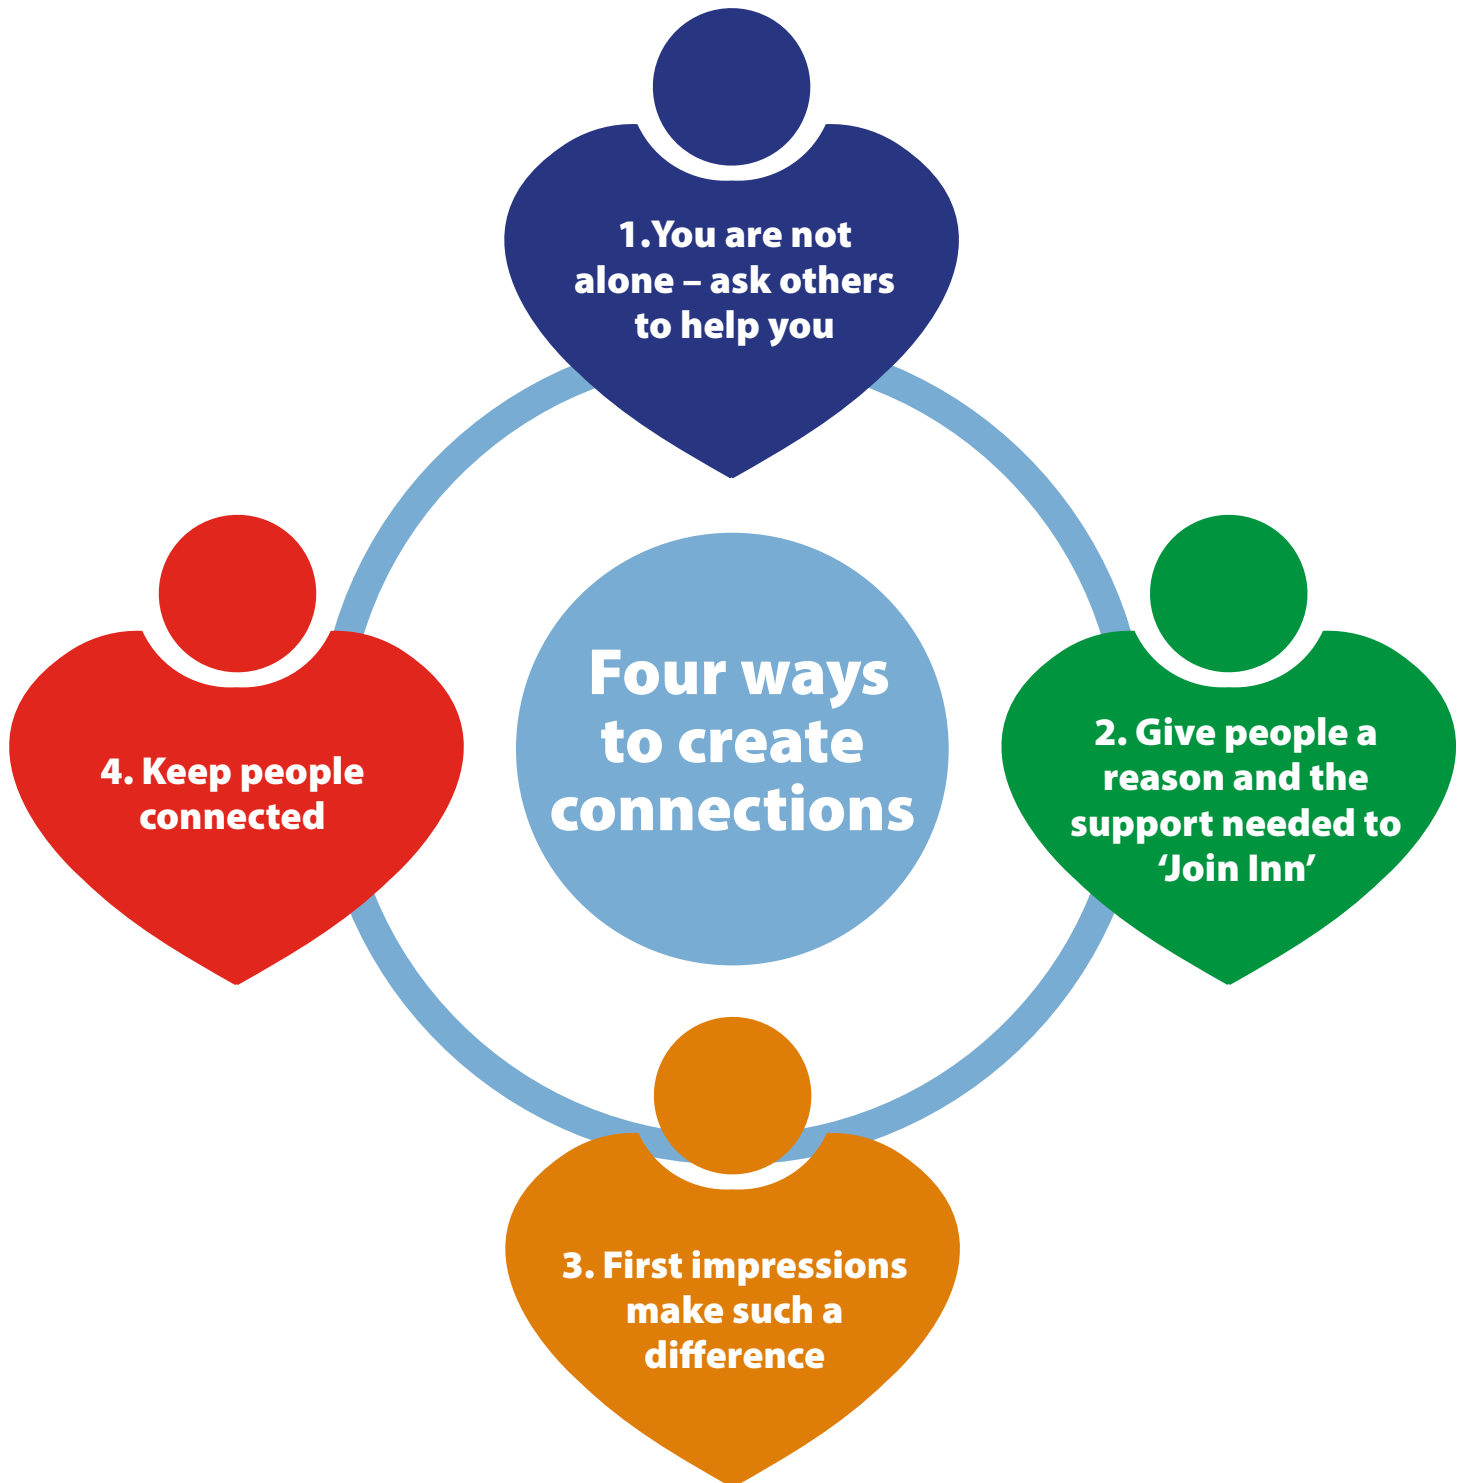 1.You are not
alone – ask others
to help you
Four ways
to create
connections
2. Give people a
reason and the
support needed to
‘Join Inn’
3. First impressions
make such a
difference
4. Keep people
connected